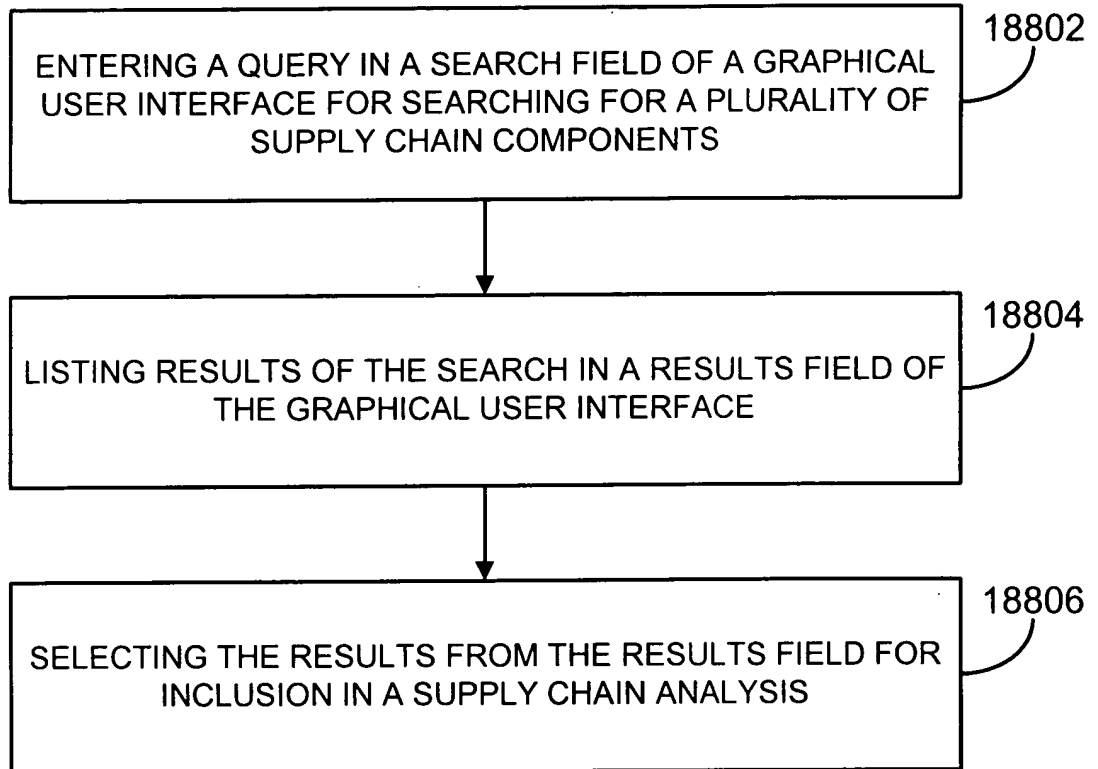 18802
ENTERING A QUERY IN A SEARCH FIELD OF A GRAPHICAL
USER INTERFACE FOR SEARCHING FOR A PLURALITY OF
SUPPLY CHAIN COMPONENTS
18804
LISTING RESULTS OF THE SEARCH IN A RESULTS FIELD OF
THE GRAPHICAL USER INTERFACE
18806
SELECTING THE RESULTS FROM THE RESULTS FIELD FOR
INCLUSION IN A SUPPLY CHAIN ANALYSIS